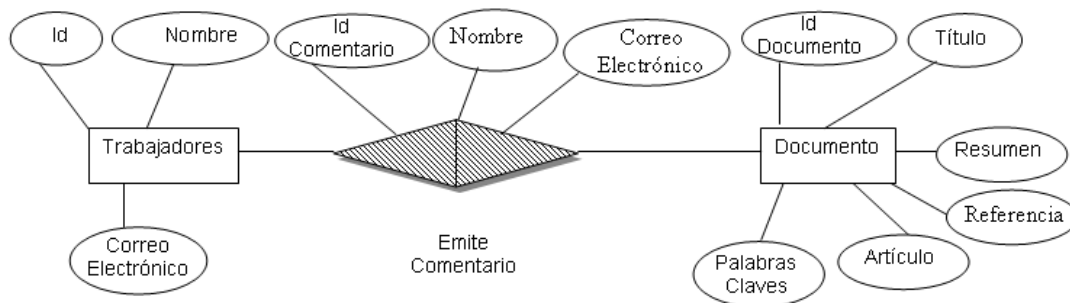 Id
Nombre
Id
Comentario
Nombre
Correo
Electrónico
Id
Documento
Título
Trabajadores
Documento
Resumen
Referencia
Correo
Electrónico
Emite
Comentario
Palabras
Claves
Artículo